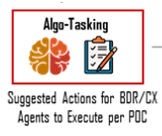 Algo-Tasking
Suggested Actions for BDR/CX
Agents to Execute per POC